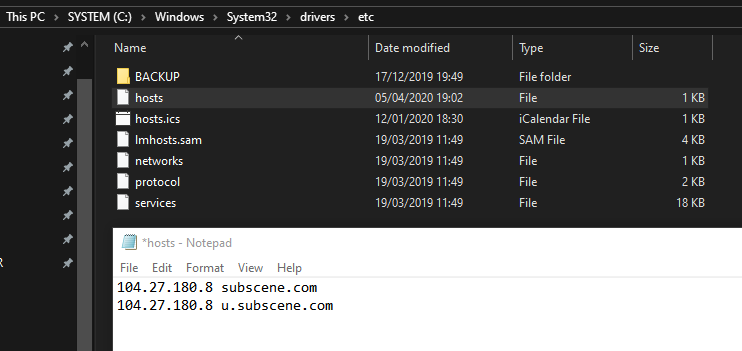 This PC > SYSTEM (C:) > Windows > System32 > drivers > etc
Name Date modified Type Size
BACKUP 17/12/2019 19:49 File folder
hosts 05/04/2020 19:02 File 1 KB
hosts.ics 12/01/2020 18:30 iCalendar File 1 KB
lmhosts.sam 19/03/2019 11:49 SAM File 4 KB
networks 19/03/2019 11:49 File 1 KB
protocol 19/03/2019 11:49 File 2 KB
services 19/03/2019 11:49 File 18 KB
R
*hosts - Notepad
File Edit Format View Help
104.27.180.8 subscene.com
104.27.180.8 u.subscene.com